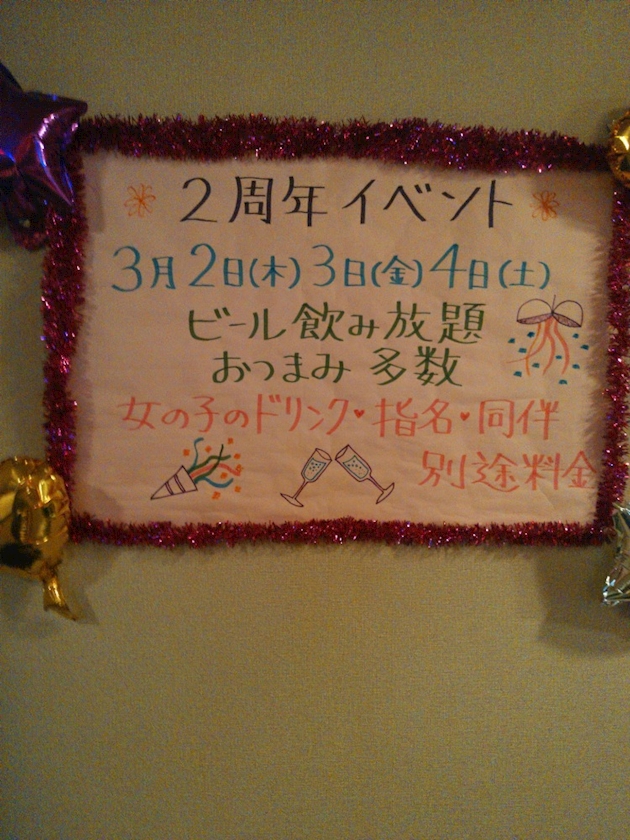 2周年イベント
3月2日(木)3日(金)4日(土)
ビール飲み放題
おつまみ 多数
女の子のドリンク♥指名♥同伴
別途料金